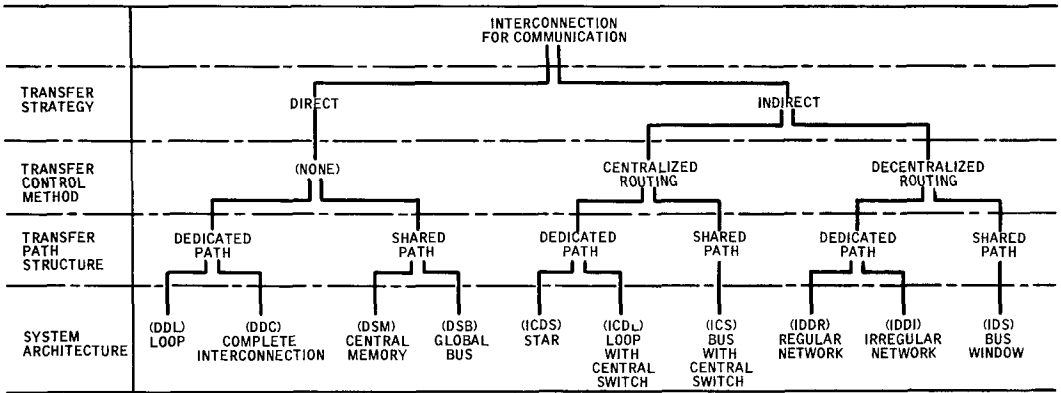 INTERCONNECTION
FOR COMMUNICATION
TRANSFER
STRATEGY
DIRECT
INDIRECT
TRANSFER
CONTROL
METHOD
(NONE)
CENTRALIZED
ROUTING
DECENTRALIZED
ROUTING
TRANSFER
PATH
STRUCTURE
DEDICATED
PATH
SHARED
PATH
DEDICATED
PATH
SHARED
PATH
DEDICATED
PATH
SHARED
PATH
SYSTEM
ARCHITECTURE
(DDL)
LOOP
(DDC)
COMPLETE
INTERCONNECTION
(DSM)
CENTRAL
MEMORY
(DSB)
GLOBAL
BUS
(ICDS)
STAR
(ICDL)
LOOP
WITH
CENTRAL
SWITCH
(ICS)
BUS
WITH
CENTRAL
SWITCH
(IDDR)
REGULAR
NETWORK
(IDDI)
IRREGULAR
NETWORK
(IDS)
BUS
WINDOW